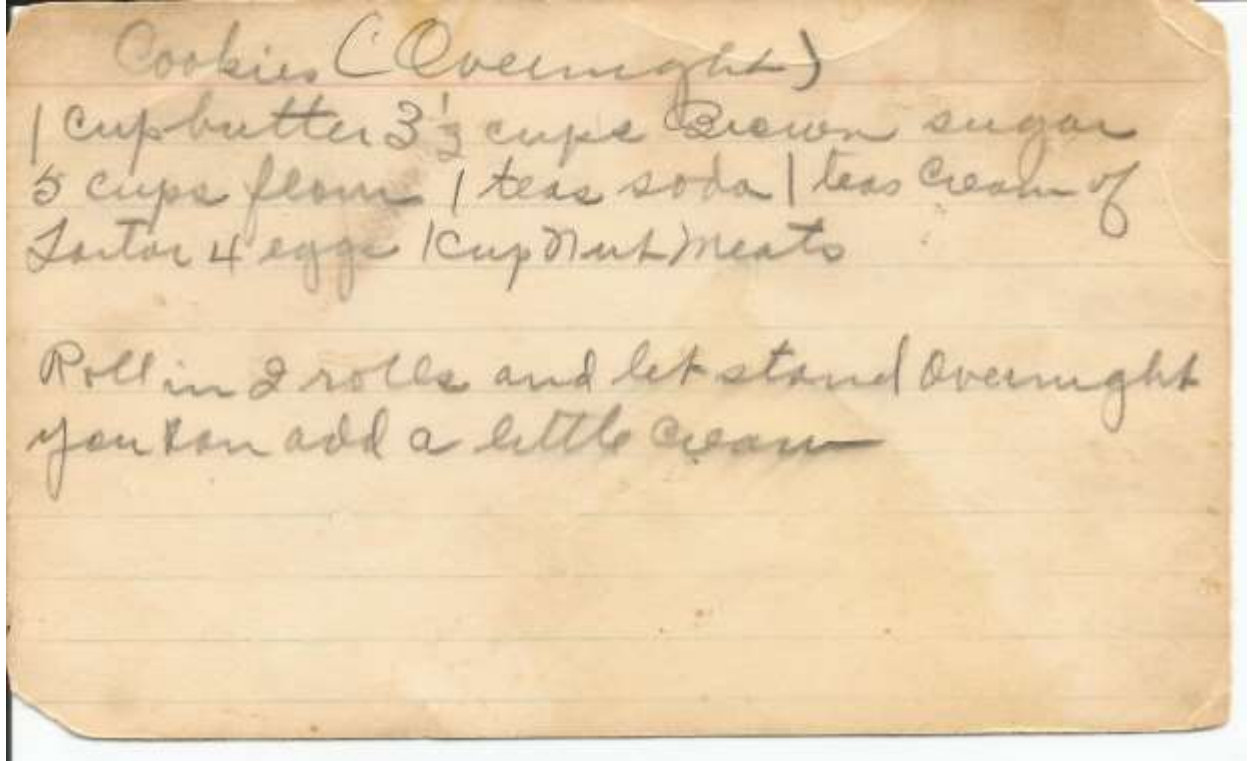 Cookies (Overnight)
1 cup butter 3 1/2 cups Brown sugar
5 cups flour 1 teas soda 1 teas Cream of
Tartar 4 eggs 1 cup Nut Meats
Roll in 2 rolls and let stand Overnight
you can add a little Cream